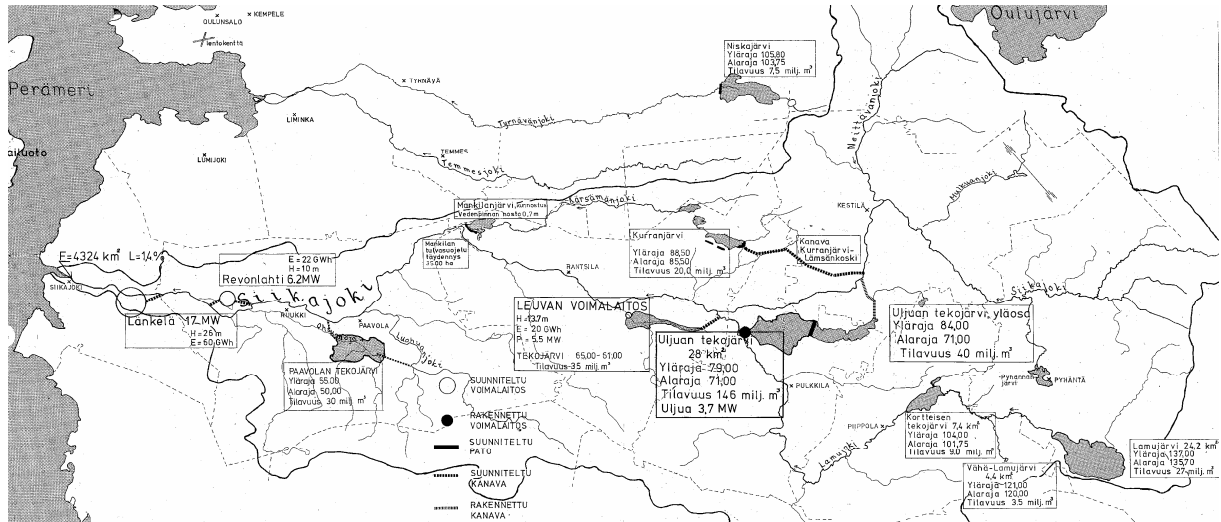 Oulujärvi
KEMPELE
OULUNSALO
lentokenttä
Niskajärvi
Yläraja 105,80
Alaraja 103,75
Tilavuus 7,5 milj. m³
TYRNÄVÄ
Perämeri
LIMINKA
Tyrnävänjoki
Neittävänjoki
LUMIJOKI
TEMMES
Temmesjoki
Mulkuanjoki
Mankilanjärvi, kunnostus
Vedenpinnan nosto 0,7 m
Kärsämänjoki
KESTILÄ
Kurranjärvi
Yläraja 88,50
Alaraja 85,50
Tilavuus 20,0 milj. m³
Kanava
Kurranjärvi-
Lämsänkoski
Mankilan
tulvasuojelu
täydennys
3500 ha
F=4324 km² L=1,4%
E = 22 GWh
H = 10 m
Revonlahti 6.2MW
RANTSILA
SIIKAJOKI
Siikajoki
Siikajoki
Länkelä 17 MW
H = 26 m
E = 60 GWh
RUUKKI
PAAVOLA
Luohuanjoki
LEUVAN VOIMALAITOS
H = 13.7m
E = 20 GWh
P = 5.5 MW
TEKOJÄRVI 65,00-61,00
Tilavuus 35 milj. m³
Uljuan tekojärvi
28 km²
Yläraja 79,00
Alaraja 71,00
Tilavuus 146 milj. m³
Uljua 3,7 MW
Uljuan tekojärvi, yläosa
Yläraja 84,00
Alaraja 71,00
Tilavuus 40 milj. m³
PAAVOLAN TEKOJÄRVI
Yläraja 55,00
Alaraja 50,00
Tilavuus 30 milj. m³
SUUNNITELTU
VOIMALAITOS
RAKENNETTU
VOIMALAITOS
SUUNNITELTU
PATO
SUUNNITELTU
KANAVA
RAKENNETTU
KANAVA
PULKKILA
Pyhännän
järvi
PYHÄNTÄ
PIIPPOLA
Lamujoki
Kortteisen
tekojärvi 7,4 km²
Yläraja 104,00
Alaraja 101,75
Tilavuus 9.0 milj. m³
Lamujärvi 24,2 km²
Yläraja 137,00
Alaraja 135,70
Tilavuus 27 milj. m³
Vähä-Lamujärvi
4,4 km²
Yläraja 121,00
Alaraja 120,00
Tilavuus 3.5 milj. m³